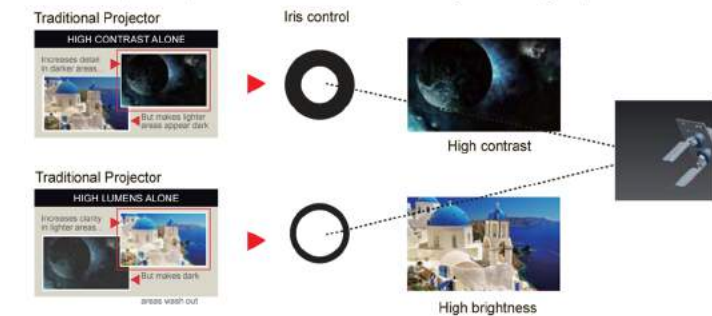 Traditional Projector
Iris control
HIGH CONTRAST ALONE
Increases detail
in darker areas...
But makes lighter
areas appear dark
High contrast
Traditional Projector
HIGH LUMENS ALONE
Increases clarity
in lighter areas...
But makes dark
areas wash out
High brightness